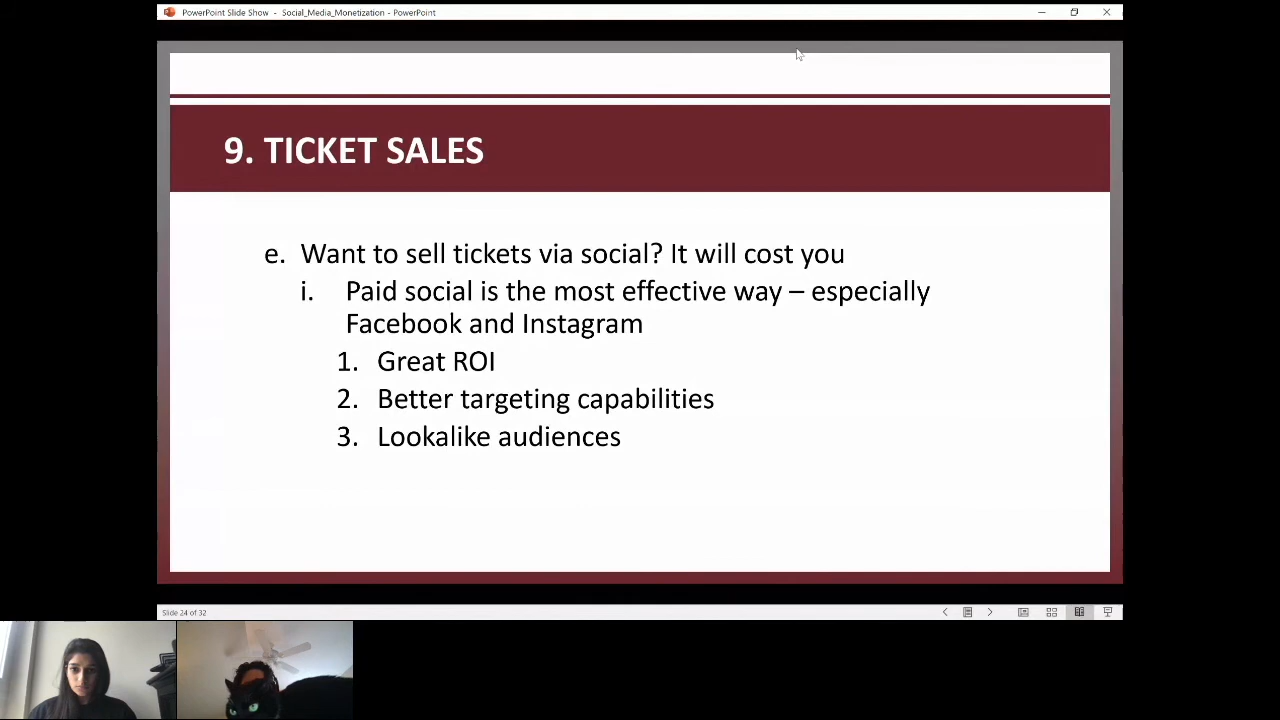 PowerPoint Slide Show - Social_Media_Monetization - PowerPoint
9. TICKET SALES
e. Want to sell tickets via social? It will cost you
i. Paid social is the most effective way – especially
Facebook and Instagram
1. Great ROI
2. Better targeting capabilities
3. Lookalike audiences
Slide 24 of 32